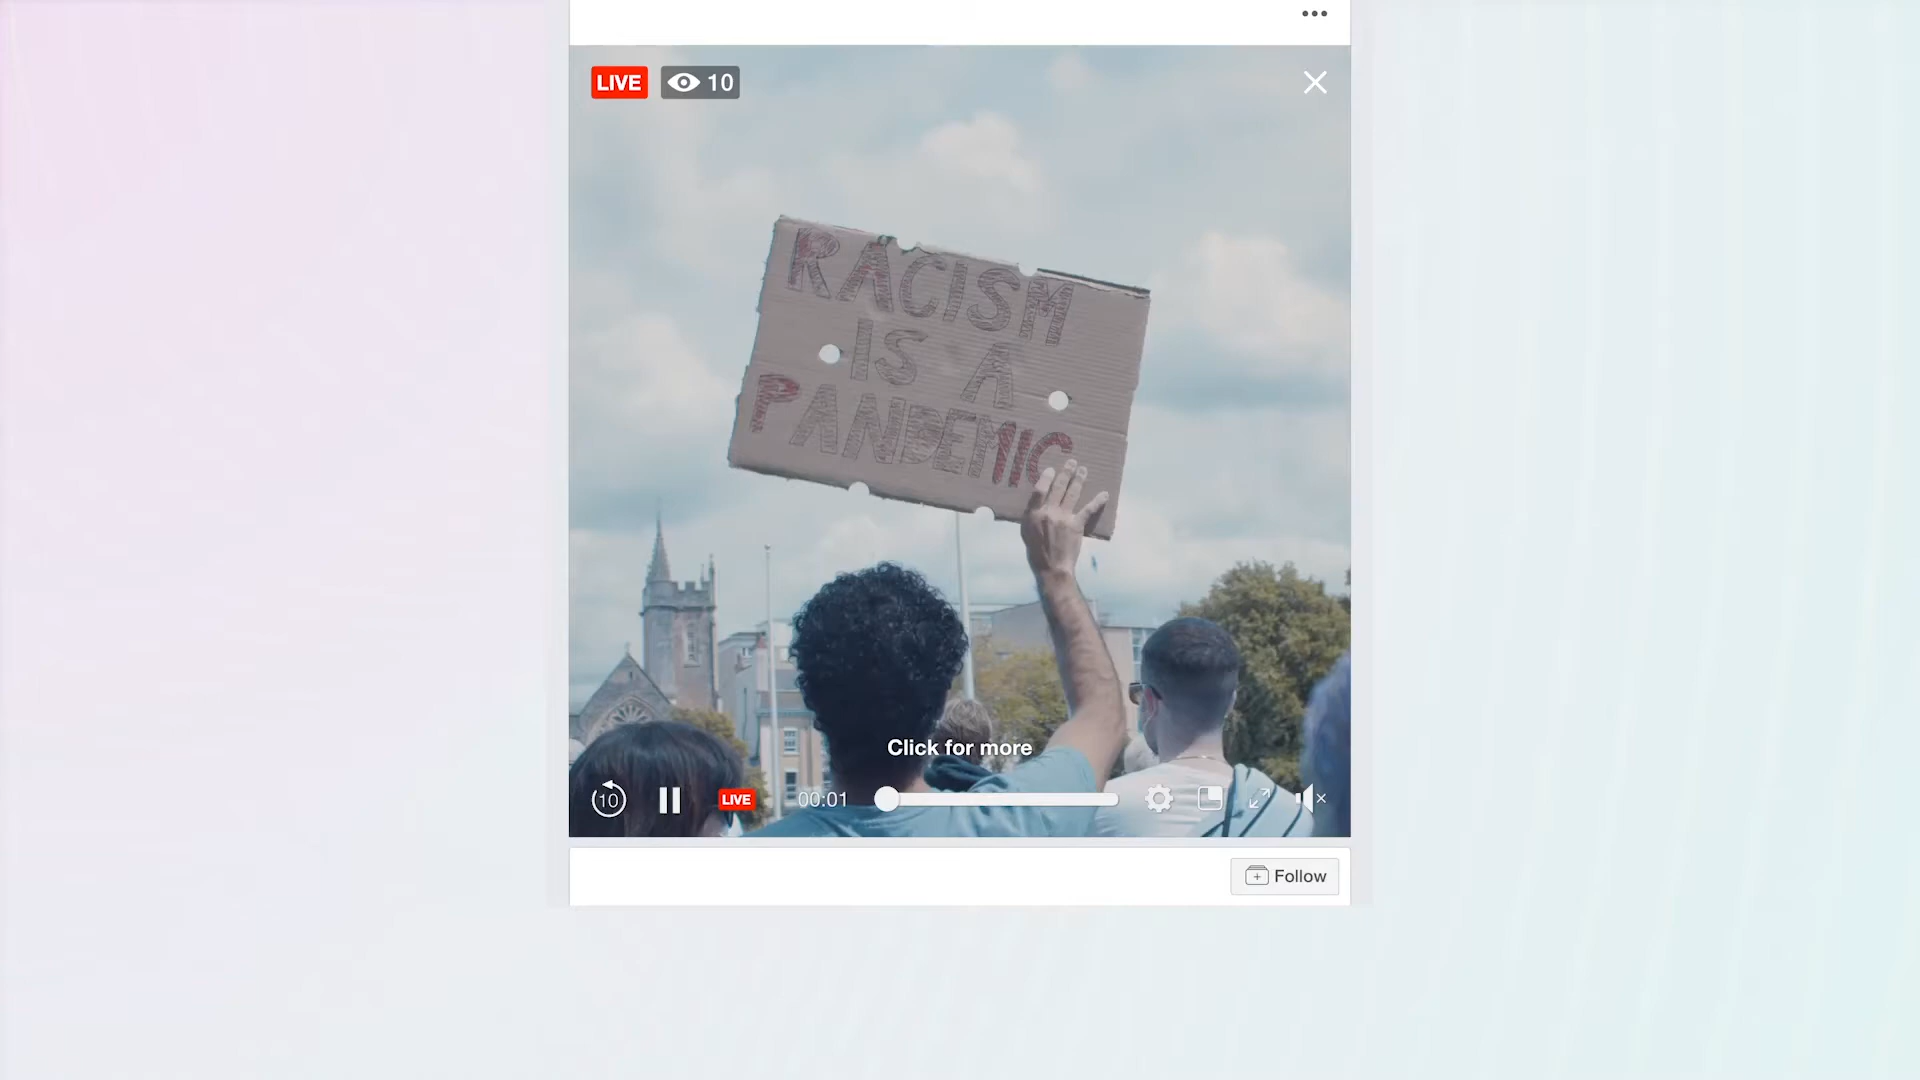 LIVE 10
RACISM
IS A
PANDEMIC
Click for more
10 LIVE 00:01
Follow